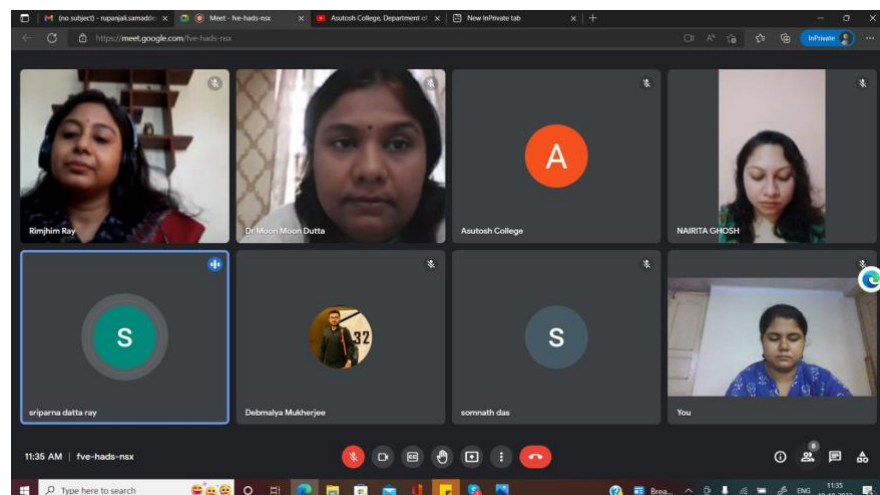 (no subject) - rupanjali.samadde
Meet - fve-hads-nsx
Asutosh College, Department of
New InPrivate tab
https://meet.google.com/fve-hads-nsx
InPrivate
Rimjhim Ray
Dr Moon Moon Dutta
A
Asutosh College
NAIRITA GHOSH
S
sriparna datta ray
32
Debmalya Mukherjee
S
somnath das
You
11:35 AM | fve-hads-nsx
8
Type here to search
Brea...
ENG
11:35